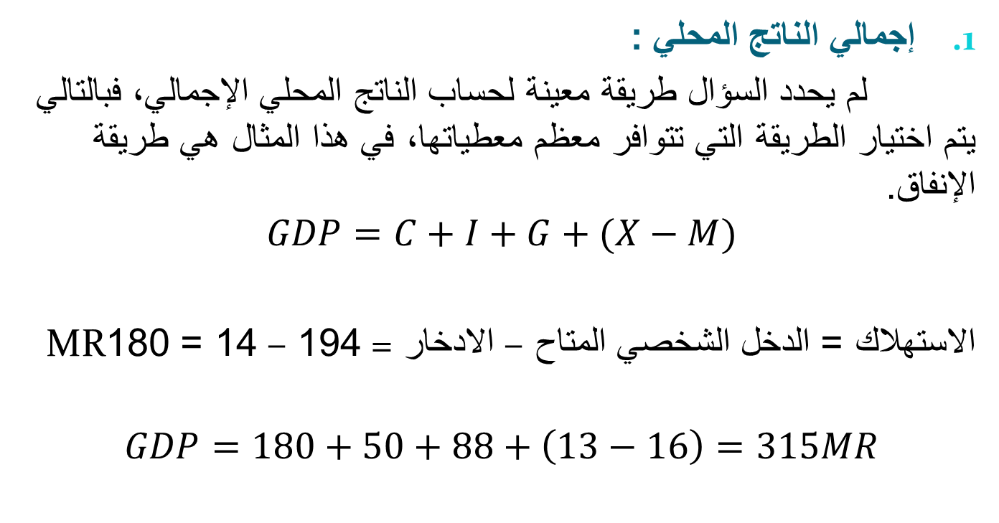 1. إجمالي الناتج المحلي :
لم يحدد السؤال طريقة معينة لحساب الناتج المحلي الإجمالي، فبالتالي
يتم اختيار الطريقة التي تتوافر معظم معطياتها، في هذا المثال هي طريقة
الإنفاق.
GDP = C + I + G + (X − M)
الاستهلاك = الدخل الشخصي المتاح – الادخار = 194 – 14 = MR180
GDP = 180 + 50 + 88 + (13 − 16) = 315MR